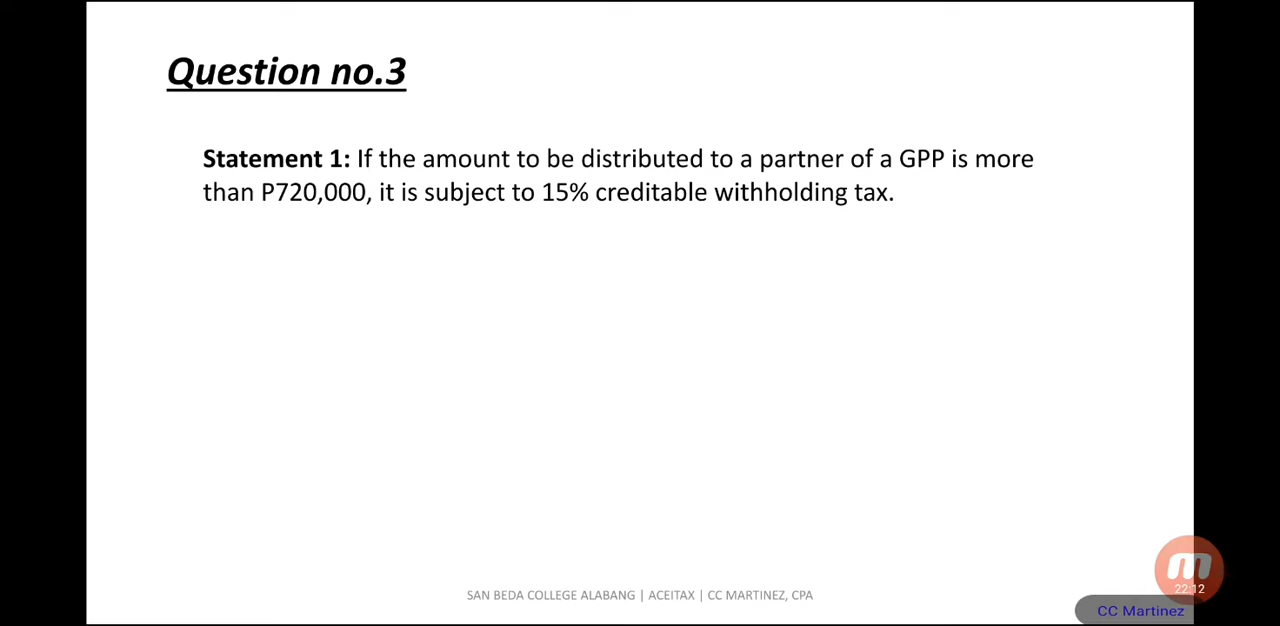 Question no.3
Statement 1: If the amount to be distributed to a partner of a GPP is more
than P720,000, it is subject to 15% creditable withholding tax.
SAN BEDA COLLEGE ALABANG | ACEITAX | CC MARTINEZ, CPA
22:12
CC Martinez